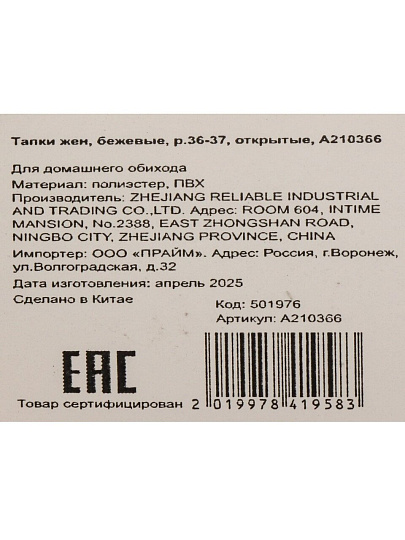 Тапки жен, бежевые, р.36-37, открытые, А210366
Для домашнего обихода
Материал: полиэстер, ПВХ
Производитель: ZHEJIANG RELIABLE INDUSTRIAL
AND TRADING CO.,LTD. Адрес: ROOM 604, INTIME
MANSION, No.2388, EAST ZHONGSHAN ROAD,
NINGBO CITY, ZHEJIANG PROVINCE, CHINA
Импортер: ООО «ПРАЙМ». Адрес: Россия, г.Воронеж,
ул.Волгоградская, д.32
Дата изготовления: апрель 2025
Сделано в Китае
Код: 501976
Артикул: А210366
ЕАС
Товар сертифицирован
2 019978 419583